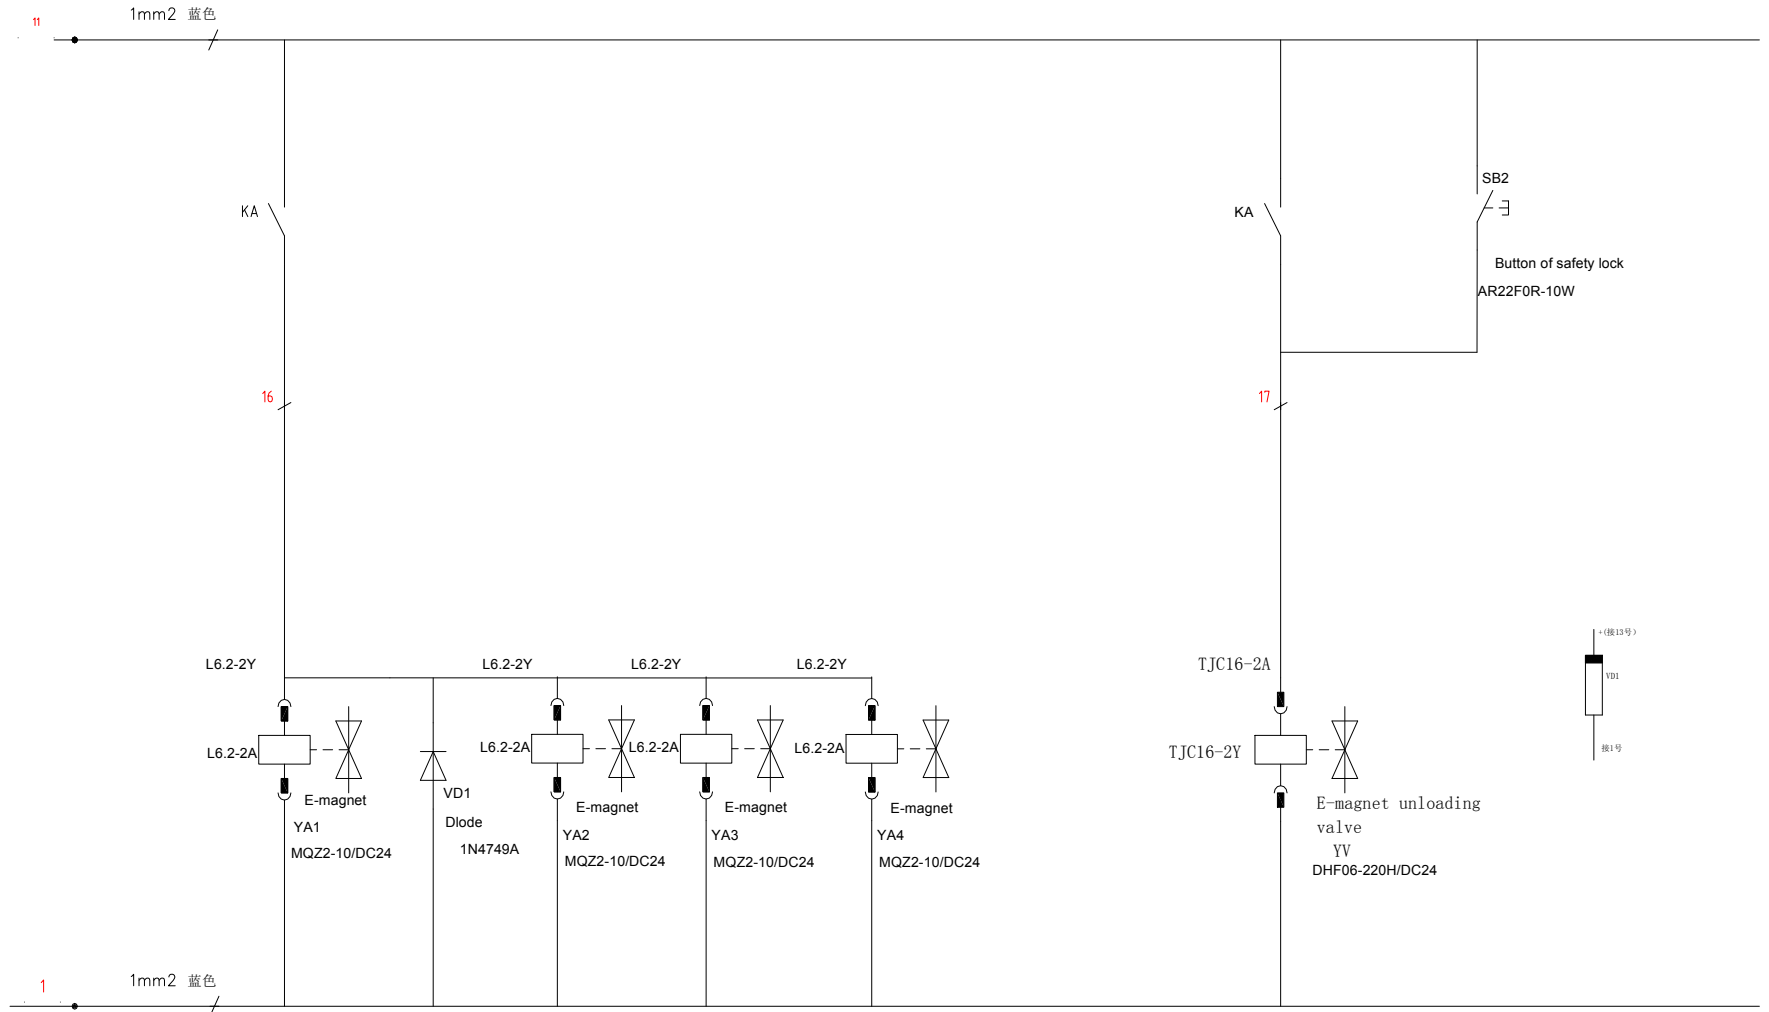 11
1mm2 蓝色
SB2
KA
KA
Button of safety lock
AR22F0R-10W
16
17
+(接13号)
VD1
接1号
L6.2-2Y
L6.2-2Y
L6.2-2Y
L6.2-2Y
TJC16-2A
L6.2-2A
L6.2-2A
L6.2-2A
L6.2-2A
TJC16-2Y
E-magnet
YA1
MQZ2-10/DC24
VD1
Dlode
1N4749A
E-magnet
YA2
MQZ2-10/DC24
E-magnet
YA3
MQZ2-10/DC24
E-magnet
YA4
MQZ2-10/DC24
E-magnet unloading
valve
YV
DHF06-220H/DC24
1
1mm2 蓝色